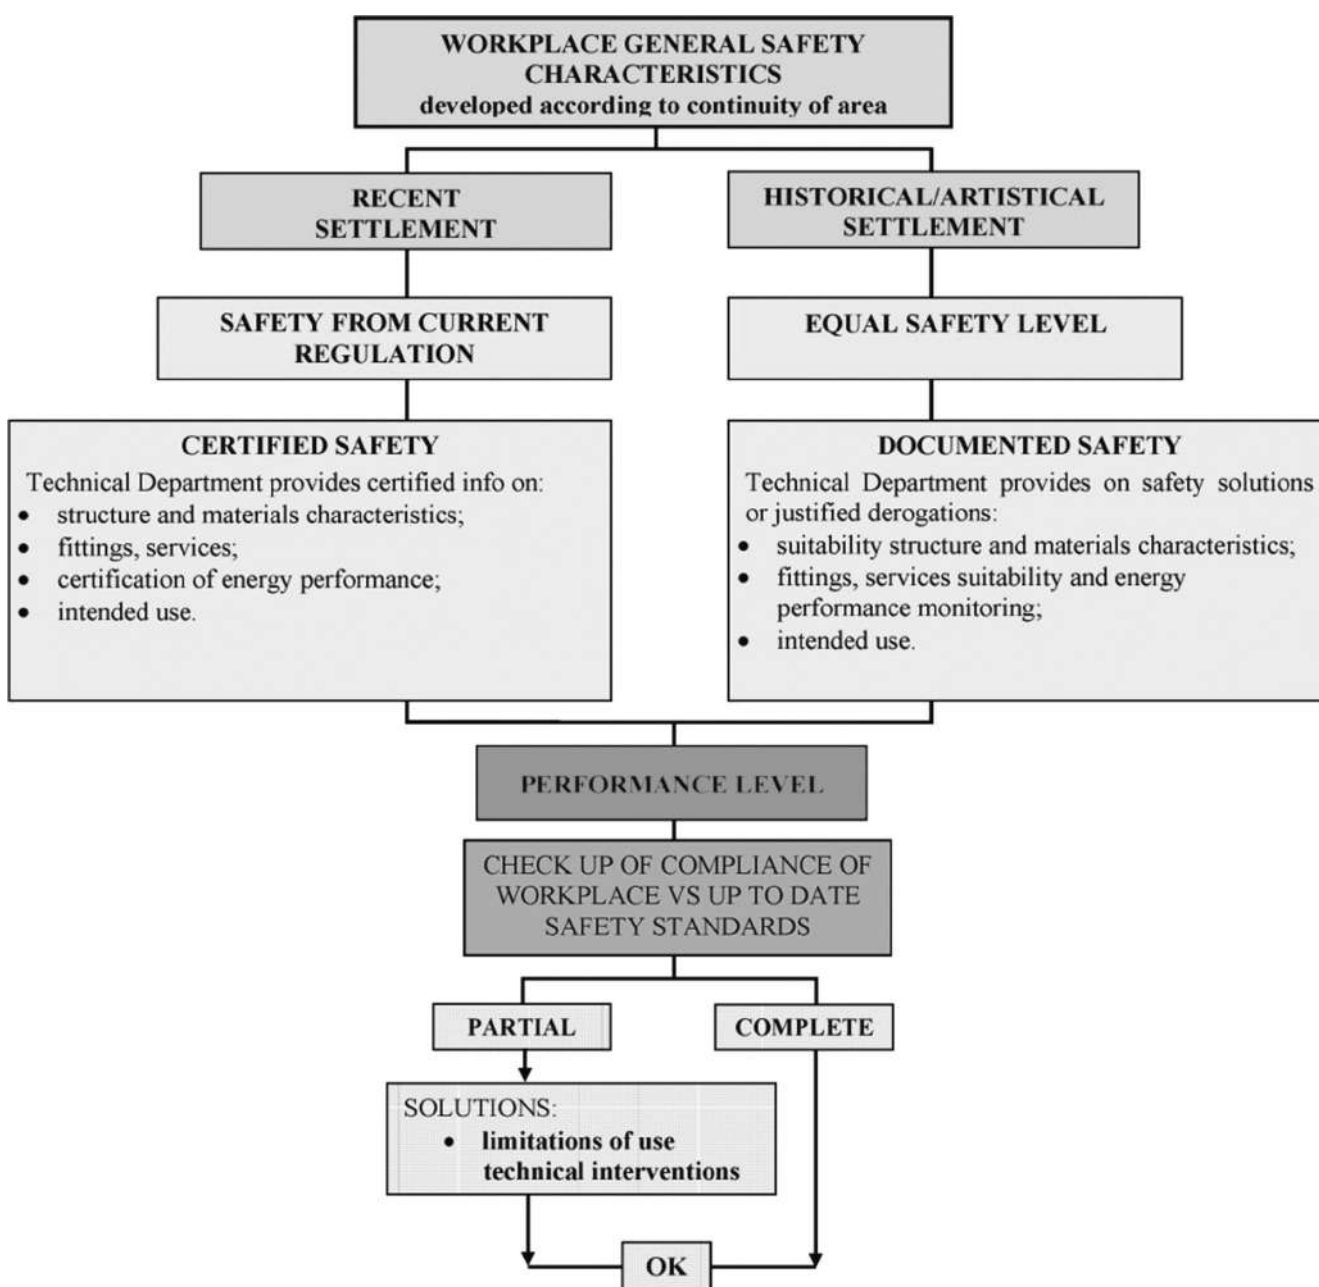 WORKPLACE GENERAL SAFETY
CHARACTERISTICS
developed according to continuity of area
RECENT
SETTLEMENT
HISTORICAL/ARTISTICAL
SETTLEMENT
SAFETY FROM CURRENT
REGULATION
EQUAL SAFETY LEVEL
CERTIFIED SAFETY
Technical Department provides certified info on:
• structure and materials characteristics;
• fittings, services;
• certification of energy performance;
• intended use.
DOCUMENTED SAFETY
Technical Department provides on safety solutions
or justified derogations:
• suitability structure and materials characteristics;
• fittings, services suitability and energy
performance monitoring;
• intended use.
PERFORMANCE LEVEL
CHECK UP OF COMPLIANCE OF
WORKPLACE VS UP TO DATE
SAFETY STANDARDS
PARTIAL
COMPLETE
SOLUTIONS:
• limitations of use
technical interventions
OK